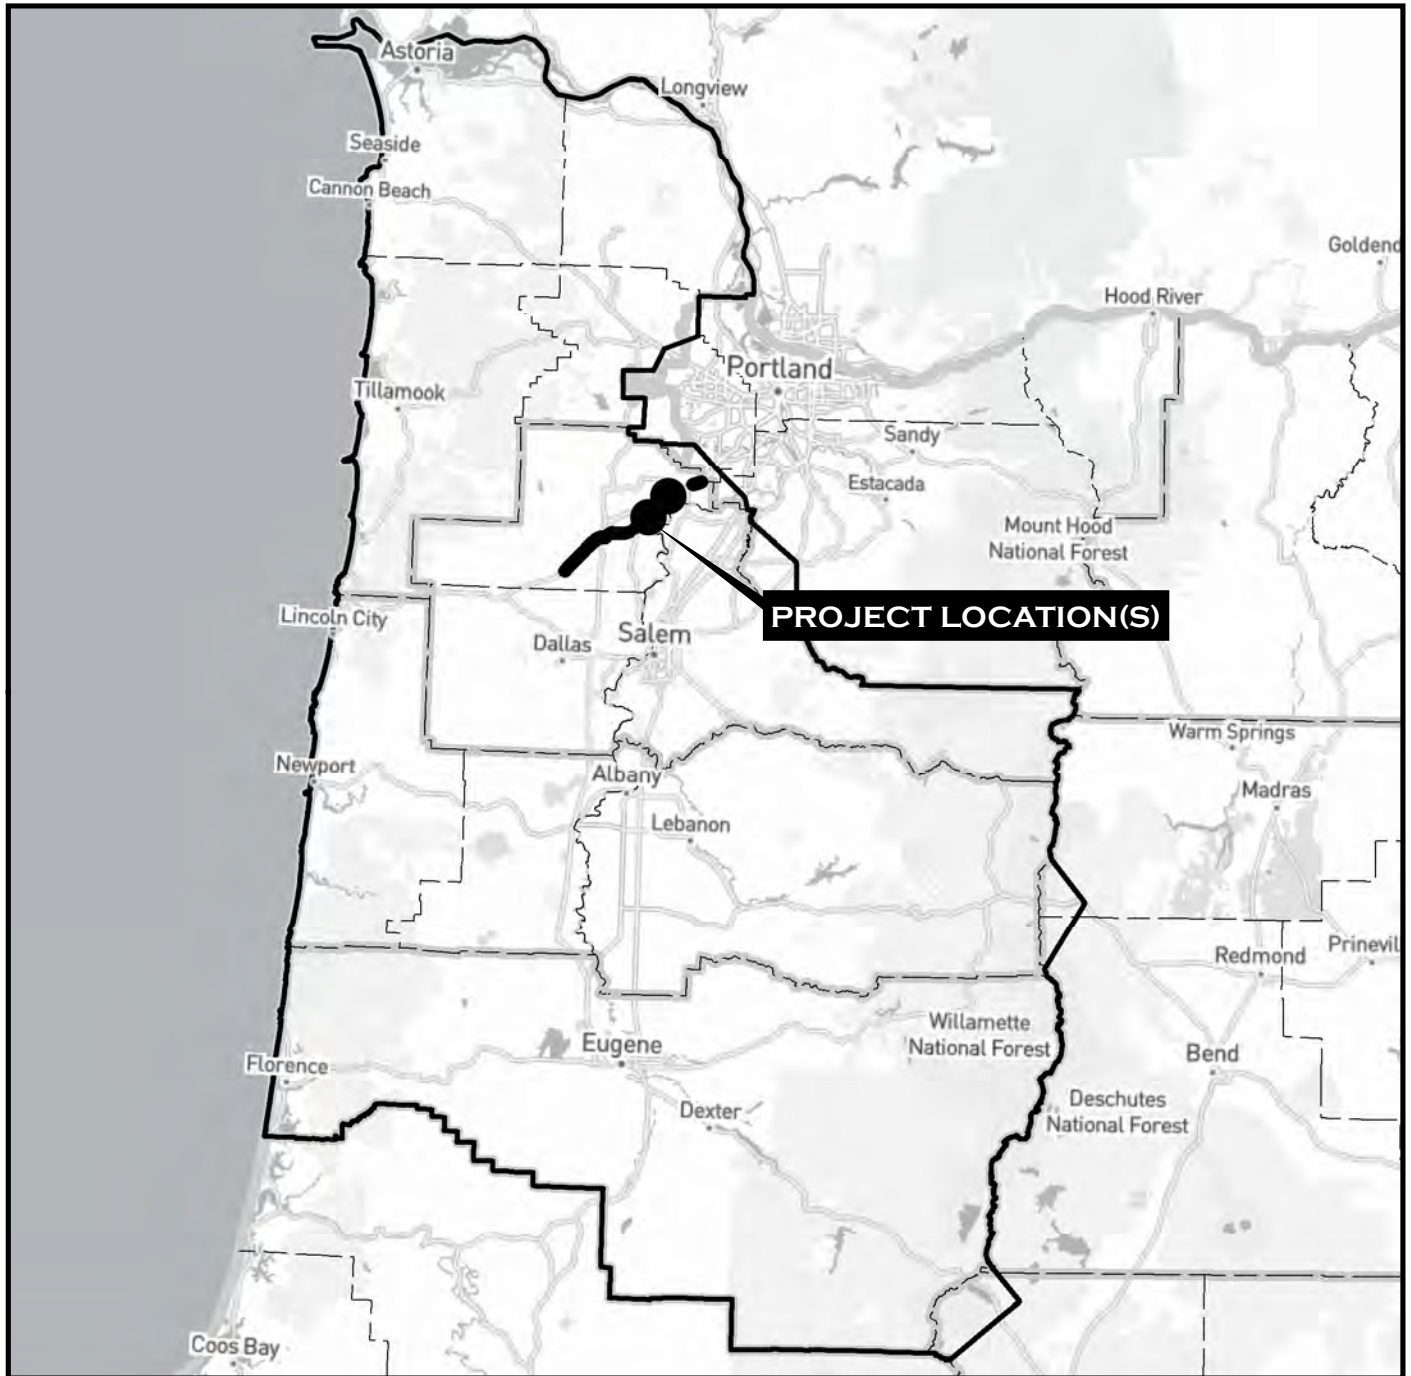 Astoria
Longview
Seaside
Cannon Beach
Goldend
Hood River
Portland
Tillamook
Sandy
Estacada
Mount Hood
National Forest
PROJECT LOCATION(S)
Lincoln City
Dallas
Salem
Warm Springs
Newport
Albany
Madras
Lebanon
Redmond
Prinevil
Willamette
National Forest
Eugene
Bend
Florence
Deschutes
National Forest
Dexter
Coos Bay